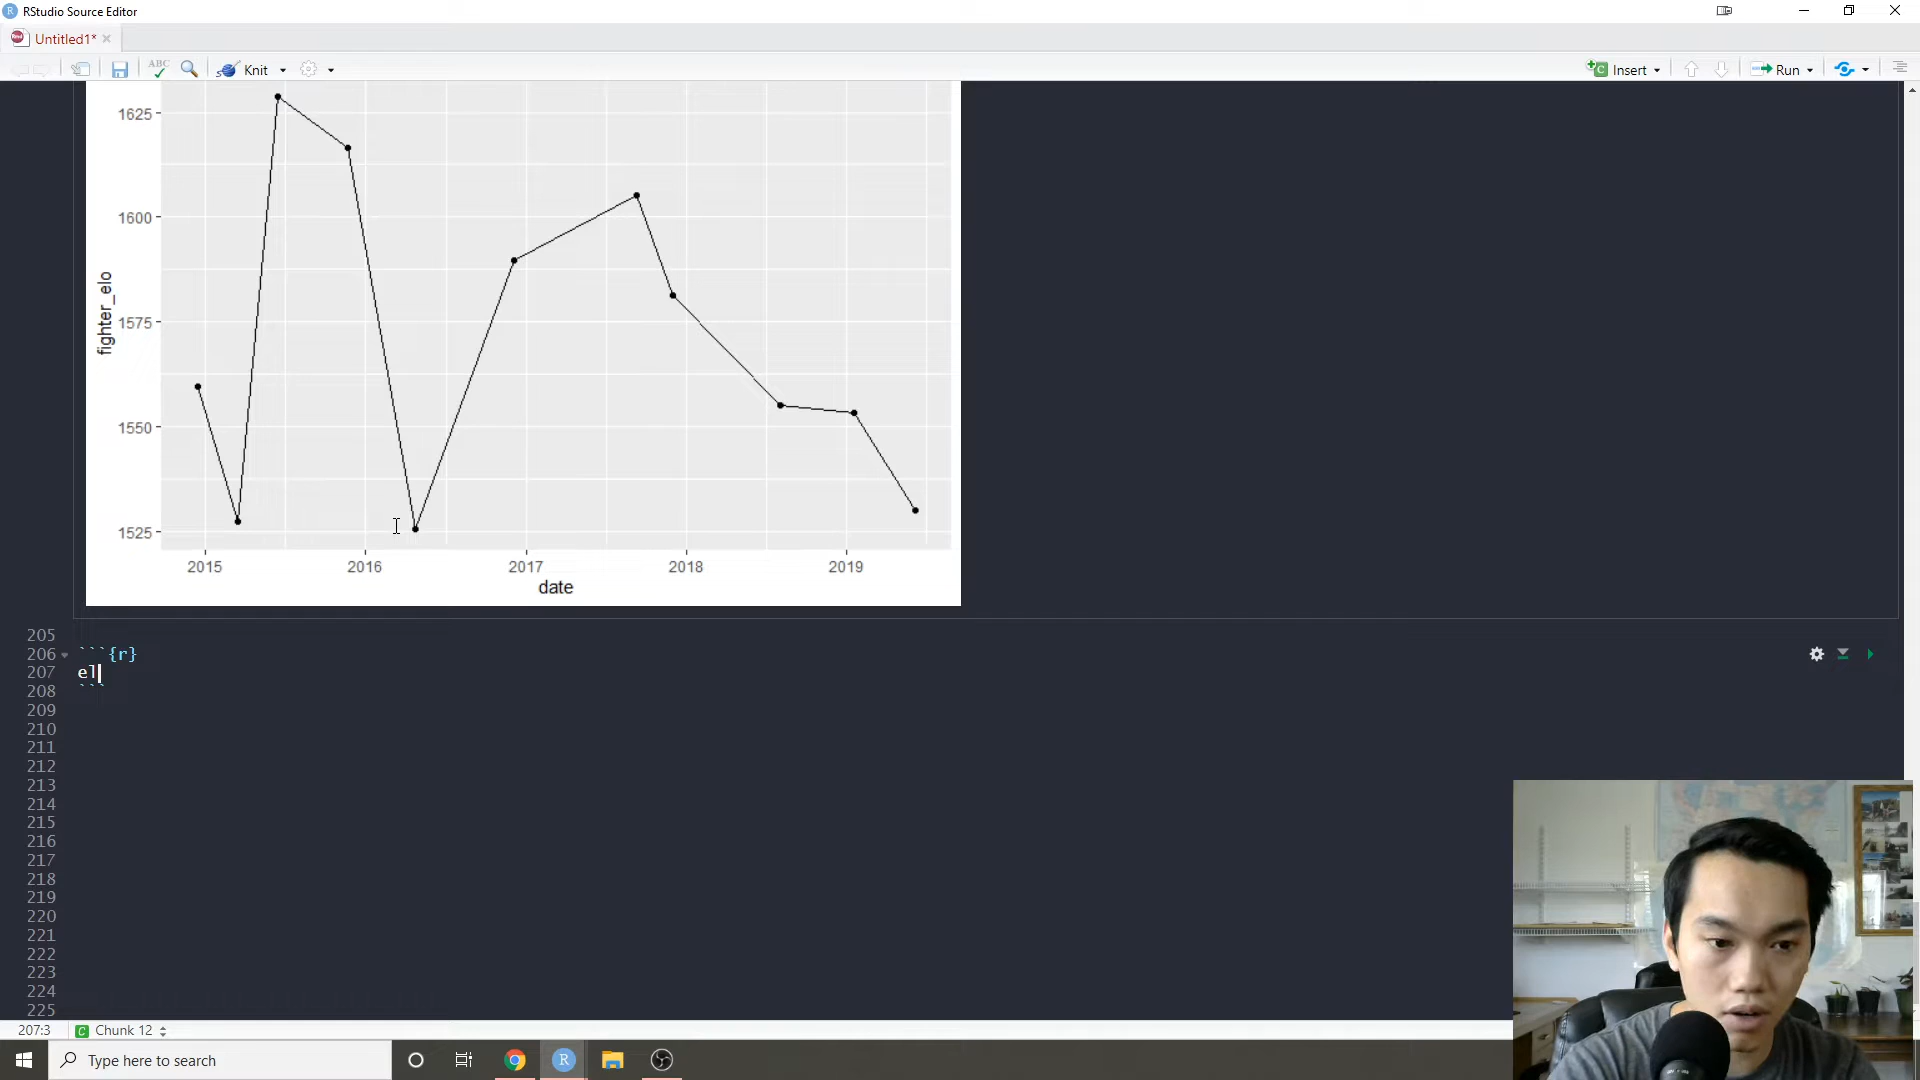 RStudio Source Editor
Untitled1*
ABC
Knit
Insert
Run
1625
1600
1575
1550
1525
fighter_elo
2015 2016 2017 2018 2019
date
205
206 ```{r}
207 el
208 ```
209
210
211
212
213
214
215
216
217
218
219
220
221
222
223
224
225
207:3 Chunk 12
Type here to search